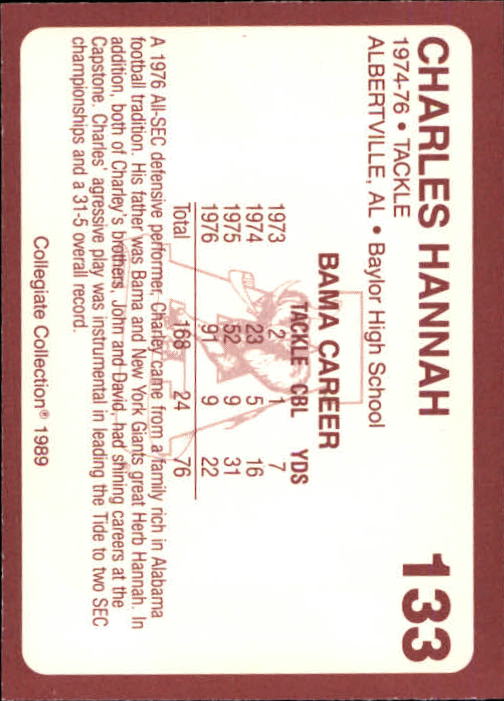 CHARLES HANNAH 133
1974-76 • TACKLE
ALBERTVILLE, AL • Baylor High School
BAMA CAREER
TACKLE CBL YDS
1973 2 1 7
1974 23 5 16
1975 52 9 31
1976 91 9 22
Total 168 24 76
A 1976 All-SEC defensive performer, Charley came from a family rich in Alabama
football tradition. His father was Bama and New York Giants great Herb Hannah. In
addition, both of Charley's brothers, John and David, had shining careers at the
Capstone. Charles' agressive play was instrumental in leading the Tide to two SEC
championships and a 31-5 overall record.
Collegiate Collection® 1989